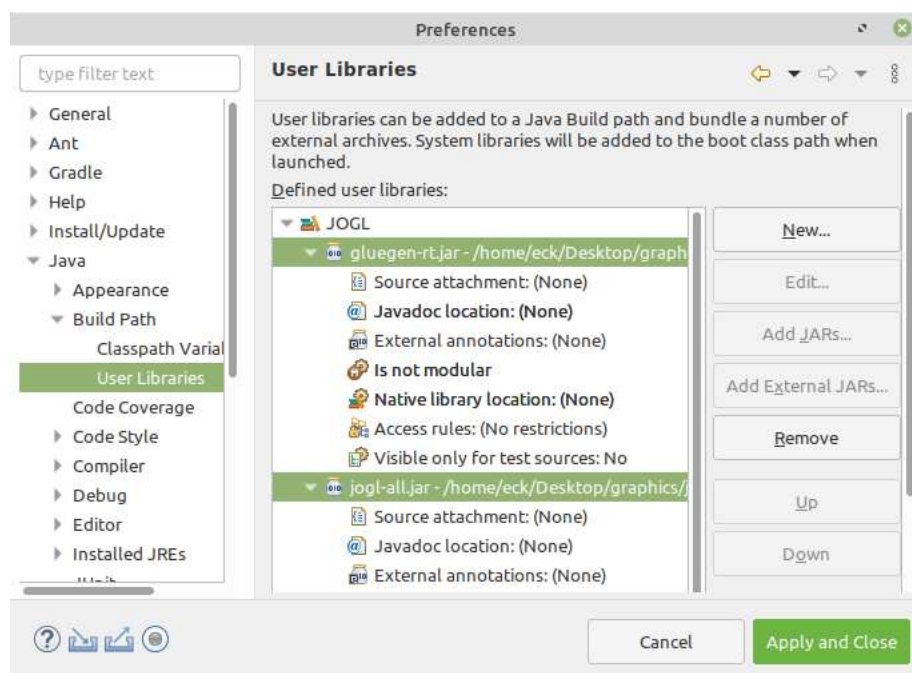 Preferences
type filter text
General
Ant
Gradle
Help
Install/Update
Java
Appearance
Build Path
Classpath Varial
User Libraries
Code Coverage
Code Style
Compiler
Debug
Editor
Installed JREs
User Libraries
User libraries can be added to a Java Build path and bundle a number of
external archives. System libraries will be added to the boot class path when
launched.
Defined user libraries:
JOGL
gluegen-rt.jar - /home/eck/Desktop/graph
Source attachment: (None)
Javadoc location: (None)
External annotations: (None)
Is not modular
Native library location: (None)
Access rules: (No restrictions)
Visible only for test sources: No
jogl-all.jar - /home/eck/Desktop/graphics/j
Source attachment: (None)
Javadoc location: (None)
External annotations: (None)
New...
Edit...
Add JARs...
Add External JARs...
Remove
Up
Down
Cancel
Apply and Close